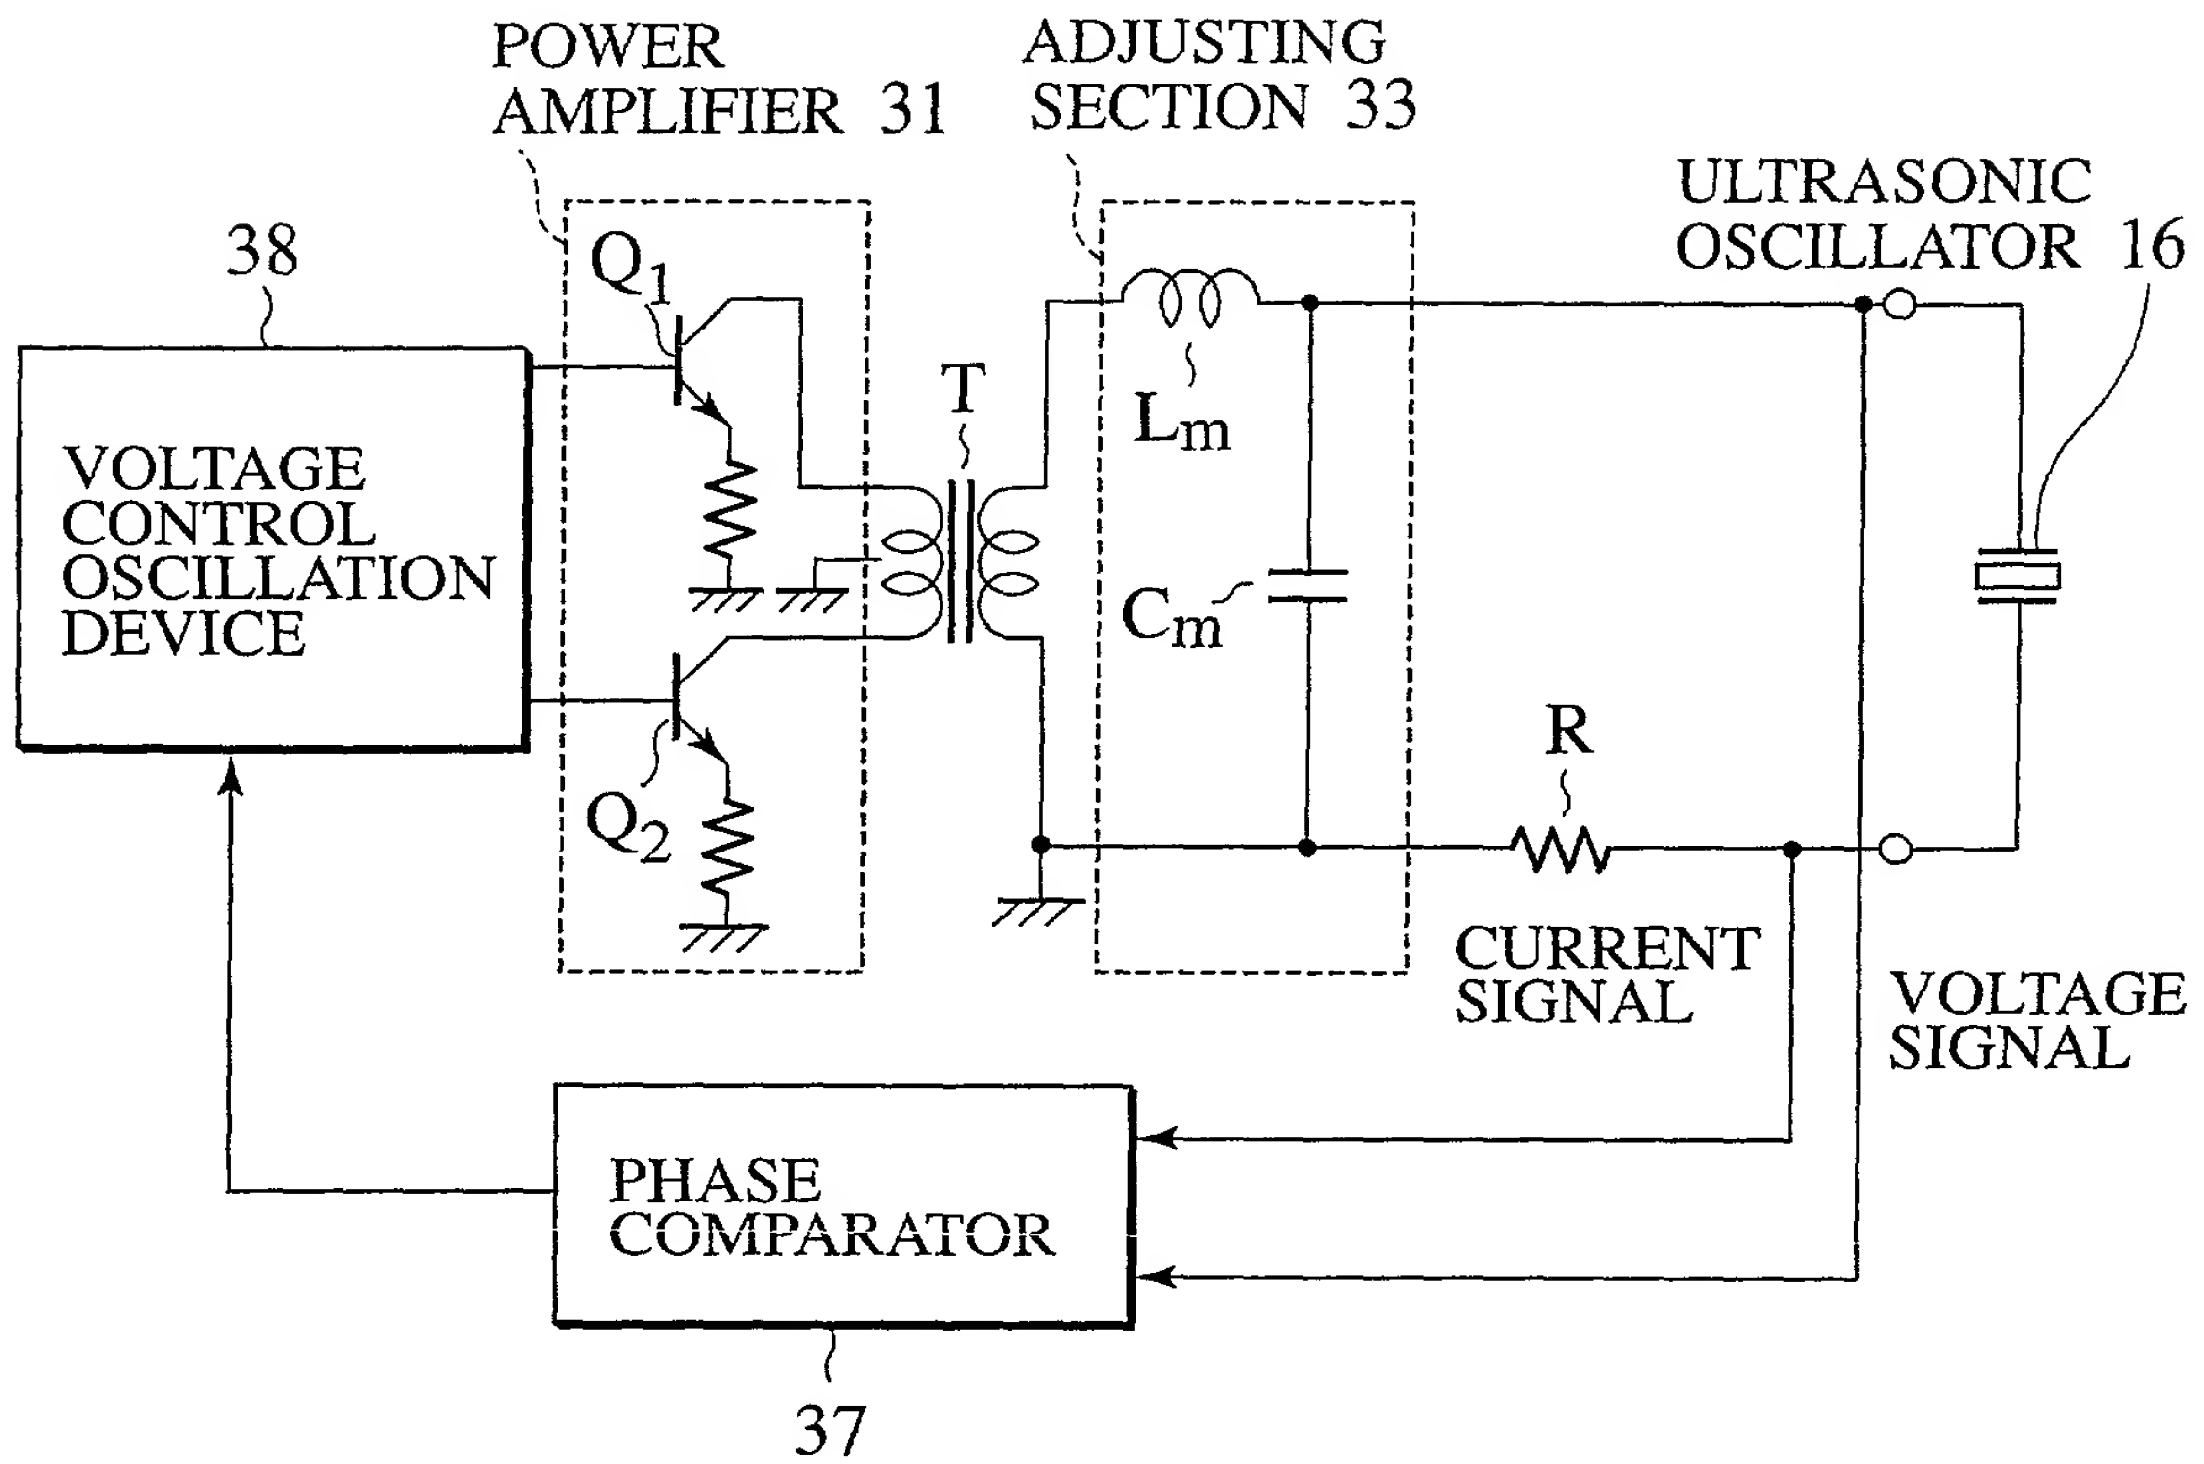 POWER
AMPLIFIER 31
ADJUSTING
SECTION 33
ULTRASONIC
OSCILLATOR 16
38
Q1
T
Lm
VOLTAGE
CONTROL
OSCILLATION
DEVICE
Cm
R
Q2
CURRENT
SIGNAL
VOLTAGE
SIGNAL
PHASE
COMPARATOR
37